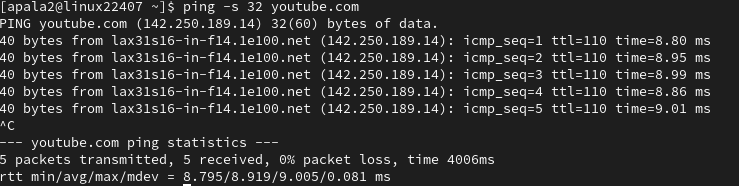 [apala2@linux22407 ~]$ ping -s 32 youtube.com
PING youtube.com (142.250.189.14) 32(60) bytes of data.
40 bytes from lax31s16-in-f14.1e100.net (142.250.189.14): icmp_seq=1 ttl=110 time=8.80 ms
40 bytes from lax31s16-in-f14.1e100.net (142.250.189.14): icmp_seq=2 ttl=110 time=8.95 ms
40 bytes from lax31s16-in-f14.1e100.net (142.250.189.14): icmp_seq=3 ttl=110 time=8.99 ms
40 bytes from lax31s16-in-f14.1e100.net (142.250.189.14): icmp_seq=4 ttl=110 time=8.86 ms
40 bytes from lax31s16-in-f14.1e100.net (142.250.189.14): icmp_seq=5 ttl=110 time=9.01 ms
^C
--- youtube.com ping statistics ---
5 packets transmitted, 5 received, 0% packet loss, time 4006ms
rtt min/avg/max/mdev = 8.795/8.919/9.005/0.081 ms